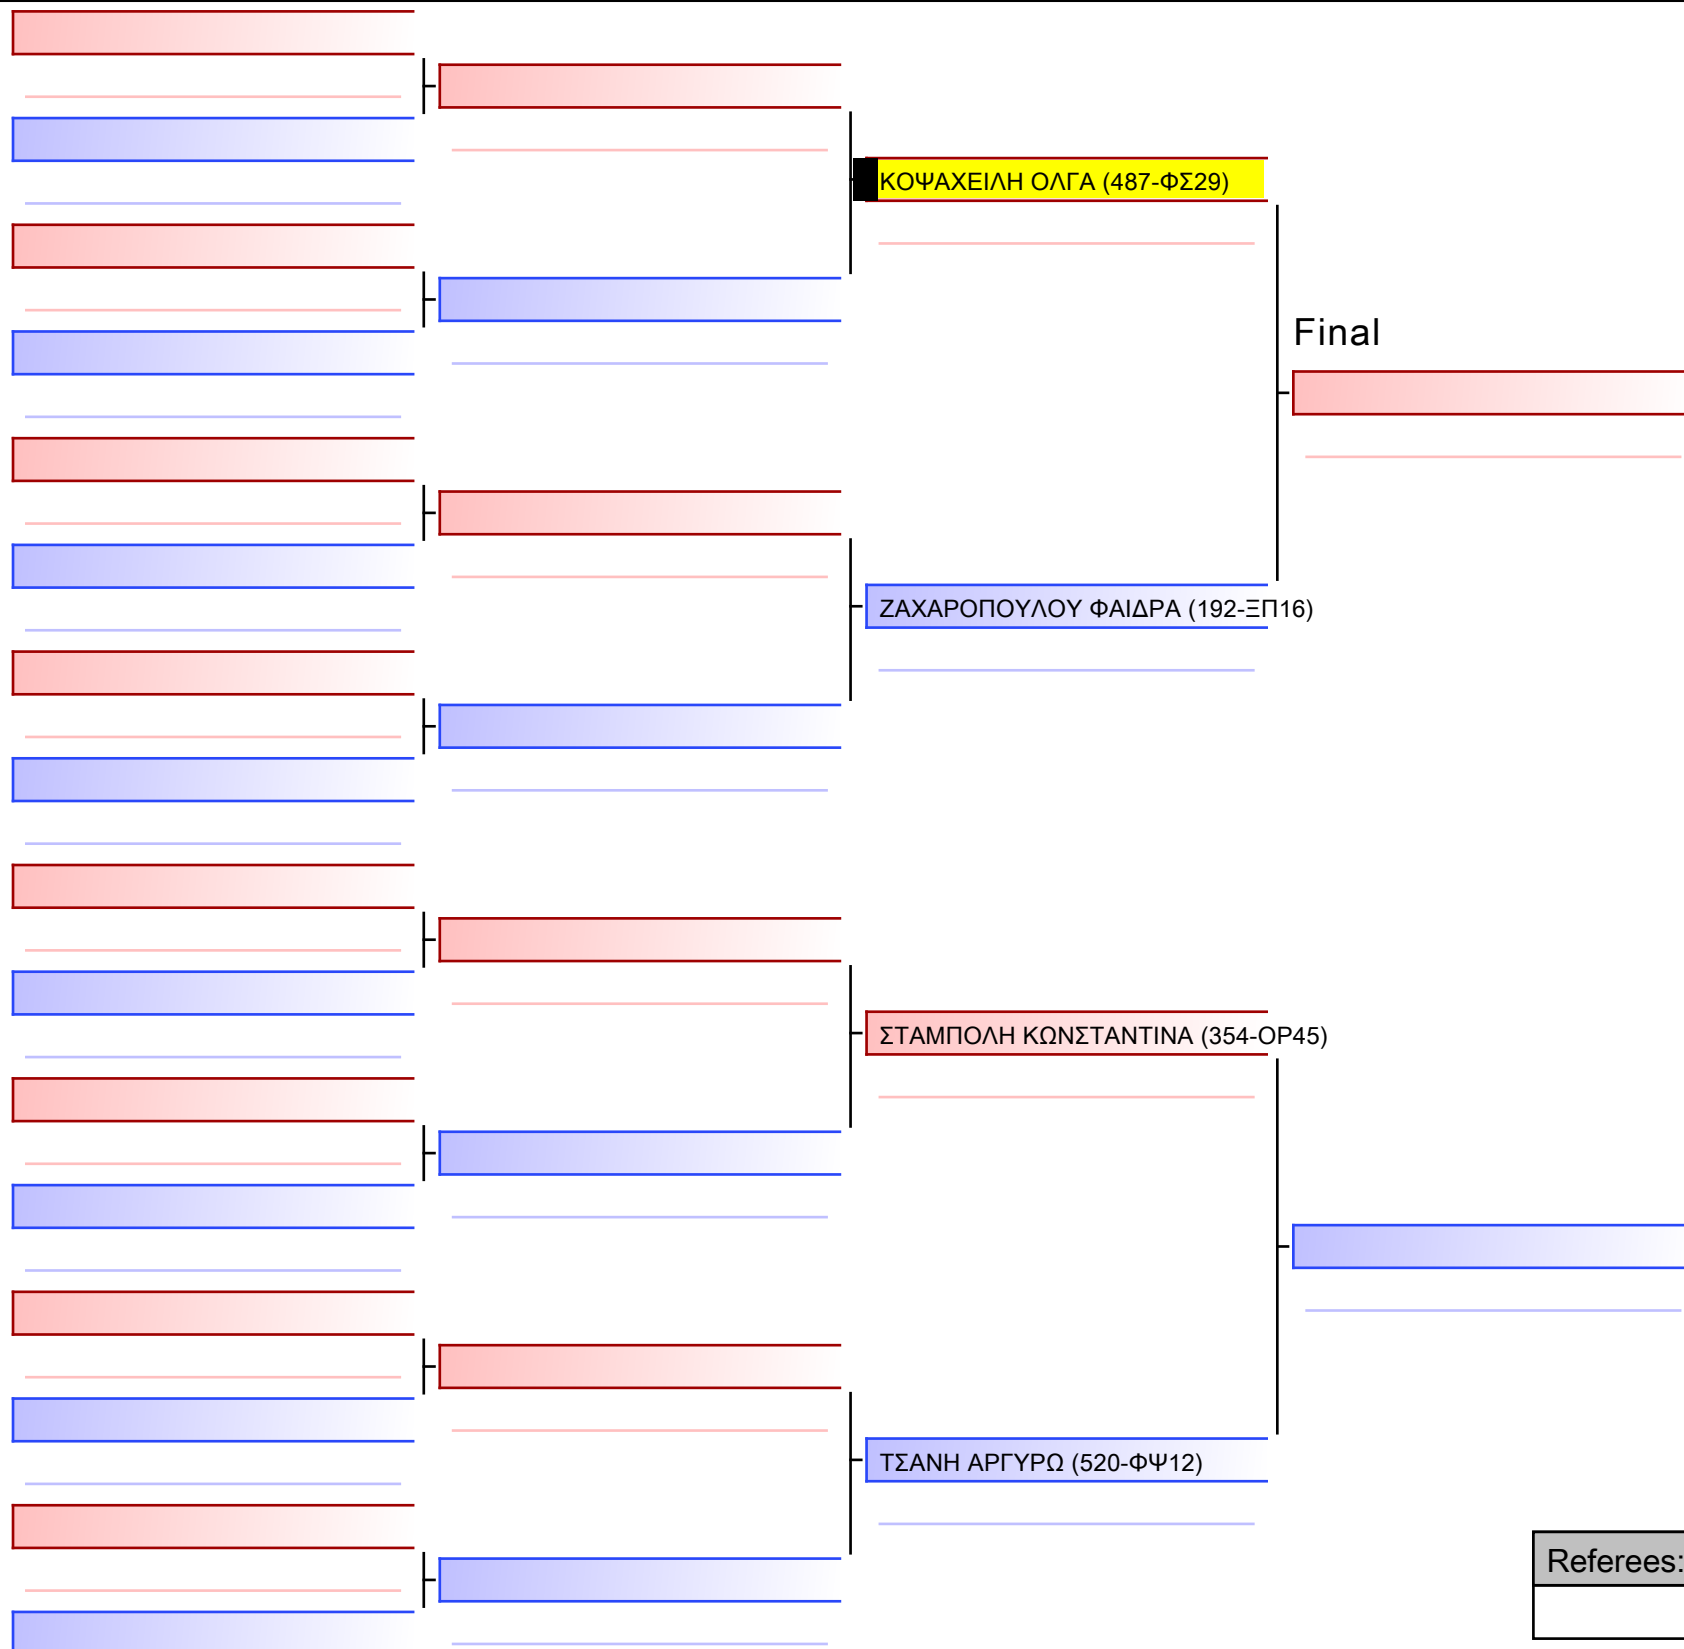 ΚΟΨΑΧΕΙΛΗ ΟΛΓΑ (487-ΦΣ29)
Final
ΖΑΧΑΡΟΠΟΥΛΟΥ ΦΑΙΔΡΑ (192-ΞΠ16)
ΣΤΑΜΠΟΛΗ ΚΩΝΣΤΑΝΤΙΝΑ (354-ΟΡ45)
ΤΣΑΝΗ ΑΡΓΥΡΩ (520-ΦΨ12)
Referees: